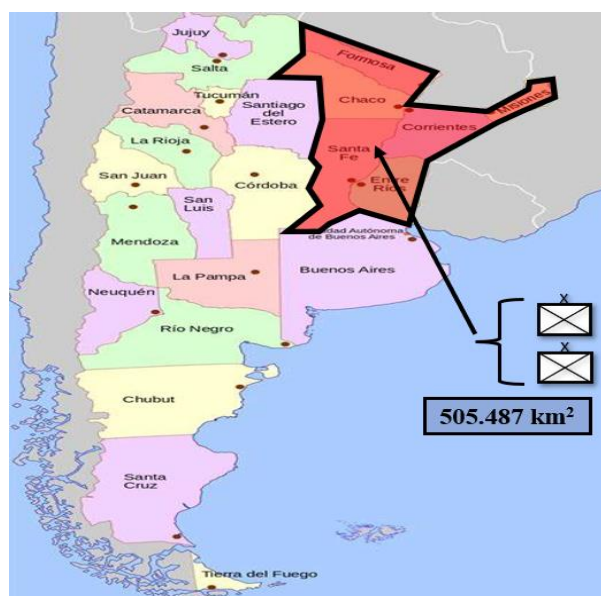 Jujuy
Salta
Formosa
Tucumán
Chaco
Catamarca
Santiago
del
Estero
Misiones
Corrientes
La Rioja
Santa
Fe
San Juan
Córdoba
Entre
Ríos
San
Luis
Mendoza
Ciudad Autónoma
de Buenos Aires
La Pampa
Buenos Aires
Neuquén
Río Negro
X
X
Chubut
505.487 km²
Santa
Cruz
Tierra del Fuego